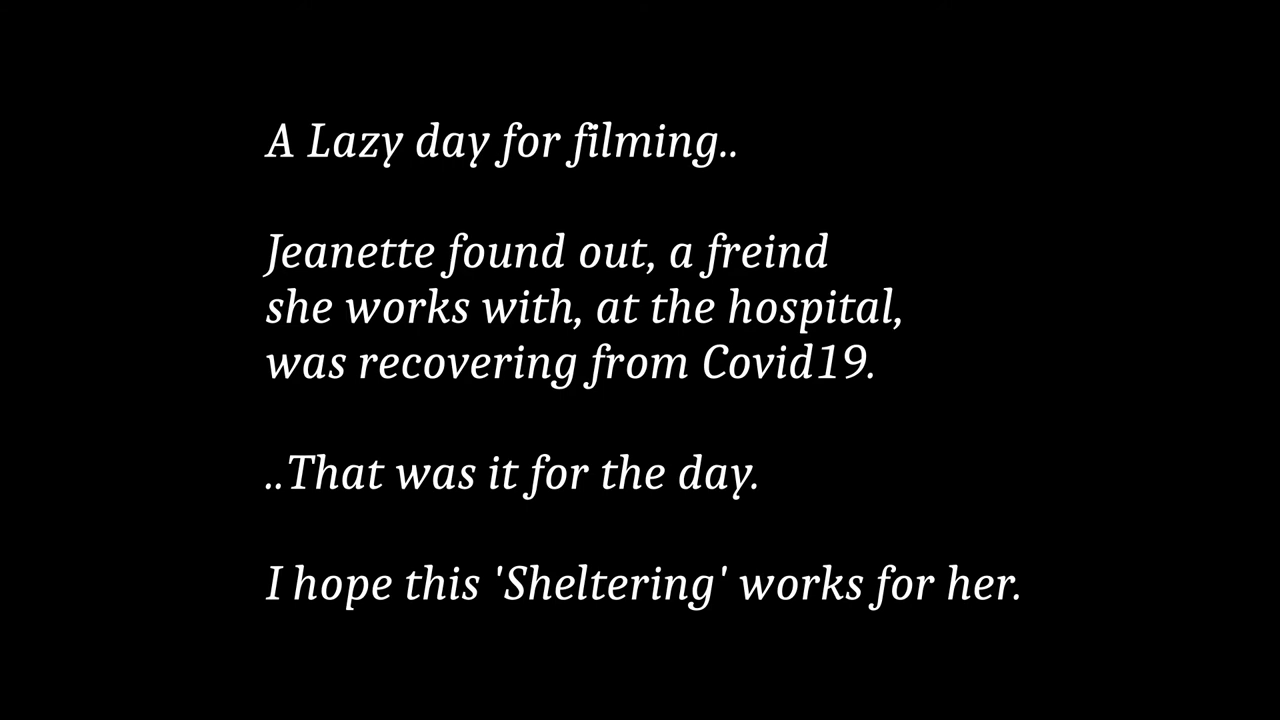 A Lazy day for filming..
Jeanette found out, a freind
she works with, at the hospital,
was recovering from Covid19.
..That was it for the day.
I hope this 'Sheltering' works for her.